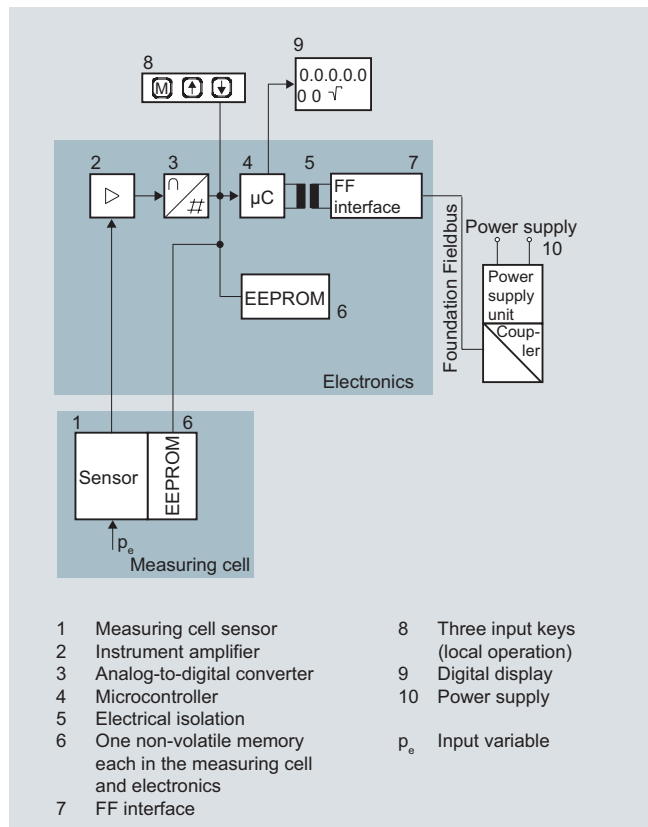 8
9
M
0.0.0.0.0
0 0 √
2
3
4
5
7
∩
#
µC
FF
interface
Power supply
10
Power
supply
unit
Coup-
ler
Foundation Fieldbus
EEPROM
6
Electronics
1
6
Sensor
EEPROM
pe
Measuring cell
1 Measuring cell sensor
2 Instrument amplifier
3 Analog-to-digital converter
4 Microcontroller
5 Electrical isolation
6 One non-volatile memory
each in the measuring cell
and electronics
7 FF interface
8 Three input keys
(local operation)
9 Digital display
10 Power supply
pe Input variable